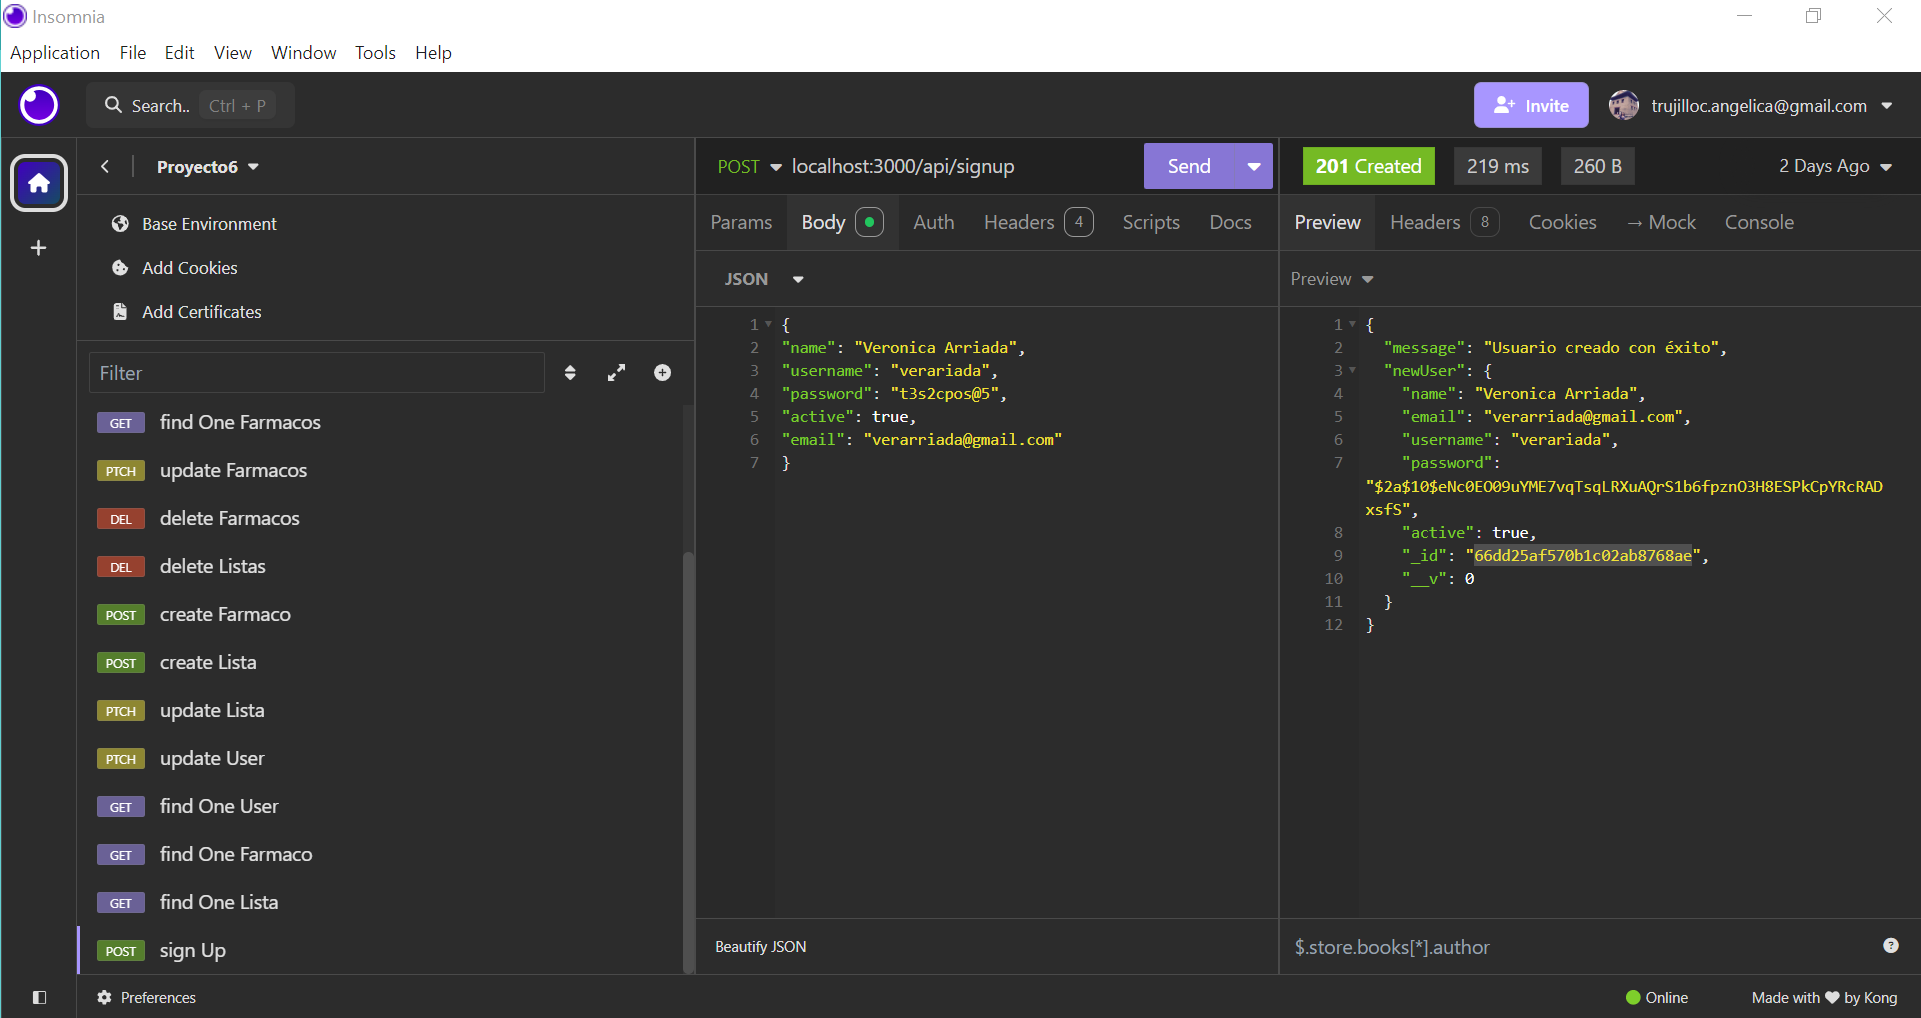 Insomnia
Application File Edit View Window Tools Help
Search.. Ctrl + P
Invite
trujilloc.angelica@gmail.com
Proyecto6
Base Environment
Add Cookies
Add Certificates
Filter
GET find One Farmacos
PTCH update Farmacos
DEL delete Farmacos
DEL delete Listas
POST create Farmaco
POST create Lista
PTCH update Lista
PTCH update User
GET find One User
GET find One Farmaco
GET find One Lista
POST sign Up
Preferences
POST localhost:3000/api/signup Send
Params Body Auth Headers 4 Scripts Docs
JSON
1 {
2 "name": "Veronica Arriada",
3 "username": "verariada",
4 "password": "t3s2cpos@5",
5 "active": true,
6 "email": "verarriada@gmail.com"
7 }
Beautify JSON
201 Created 219 ms 260 B 2 Days Ago
Preview Headers 8 Cookies → Mock Console
Preview
1 {
2 "message": "Usuario creado con éxito",
3 "newUser": {
4 "name": "Veronica Arriada",
5 "email": "verarriada@gmail.com",
6 "username": "verariada",
7 "password":
"$2a$10$eNc0EO09uYME7vqTsqLRXuAQrS1b6fpznO3H8ESPkCpYRcRAD
xsfS",
8 "active": true,
9 "_id": "66dd25af570b1c02ab8768ae",
10 "__v": 0
11 }
12 }
$.store.books[*].author
?
Online
Made with ♥ by Kong